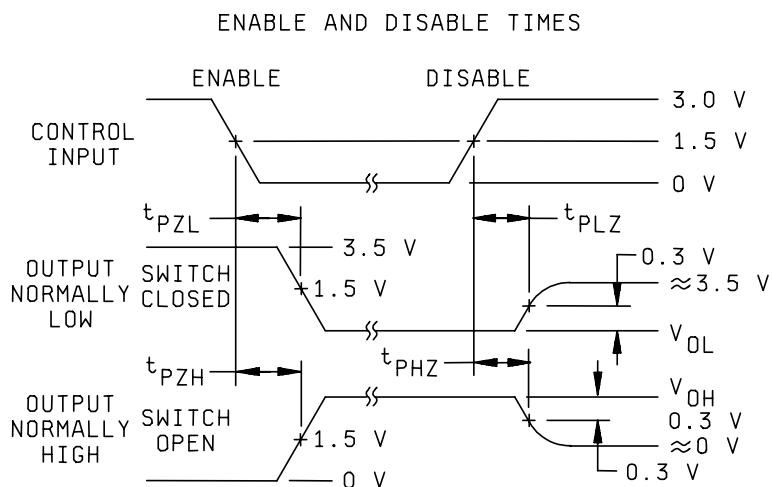 ENABLE AND DISABLE TIMES
ENABLE
DISABLE
3.0 V
CONTROL
INPUT
1.5 V
0 V
tPZL
tPLZ
3.5 V
0.3 V
OUTPUT
NORMALLY
LOW
SWITCH
CLOSED
1.5 V
≈3.5 V
VOL
tPZH
tPHZ
VOH
OUTPUT
NORMALLY
HIGH
SWITCH
OPEN
1.5 V
0.3 V
≈0 V
0 V
0.3 V